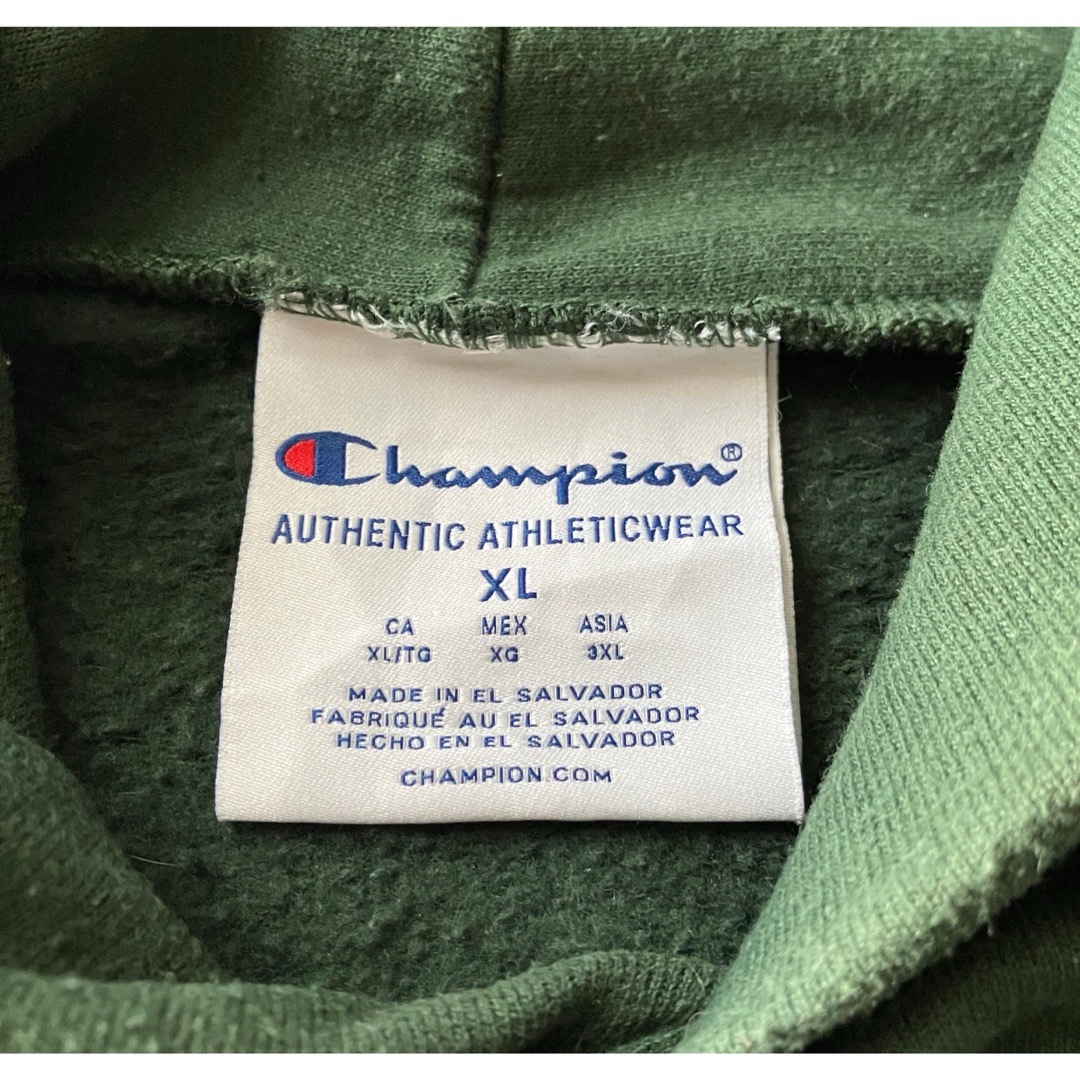 Champion®
AUTHENTIC ATHLETICWEAR
XL
CA MEX ASIA
XL/TG XG 3XL
MADE IN EL SALVADOR
FABRIQUÉ AU EL SALVADOR
HECHO EN EL SALVADOR
CHAMPION.COM